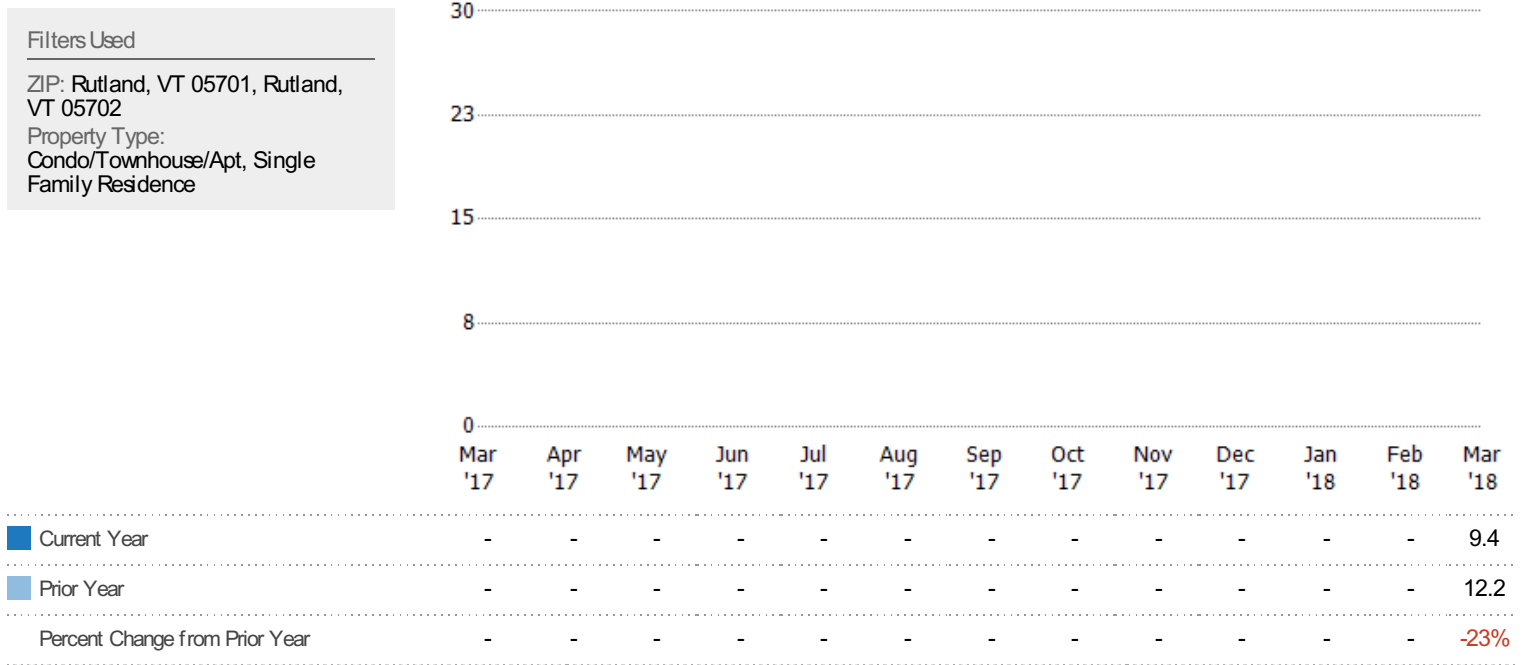 Filters Used
ZIP: Rutland, VT 05701, Rutland,
VT 05702
Property Type:
Condo/Townhouse/Apt, Single
Family Residence
30
23
15
8
0
Mar Apr May Jun Jul Aug Sep Oct Nov Dec Jan Feb Mar
'17 '17 '17 '17 '17 '17 '17 '17 '17 '17 '18 '18 '18
Current Year - - - - - - - - - - - - 9.4
Prior Year - - - - - - - - - - - - 12.2
Percent Change from Prior Year - - - - - - - - - - - - -23%